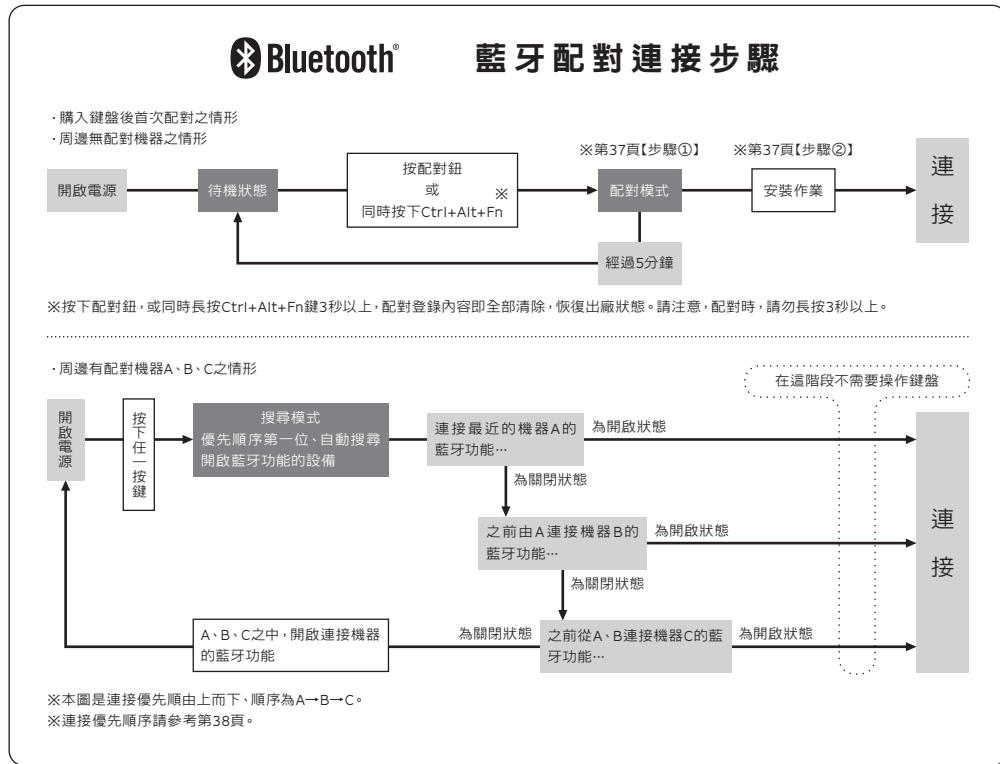 Bluetooth® 藍牙配對連接步驟
·購入鍵盤後首次配對之情形
·周邊無配對機器之情形
※第37頁【步驟①】
※第37頁【步驟②】
開啟電源
待機狀態
按配對鈕
或
同時按下Ctrl+Alt+Fn
※
配對模式
安裝作業
連
接
經過5分鐘
※按下配對鈕,或同時長按Ctrl+Alt+Fn鍵3秒以上,配對登錄內容即全部清除,恢復出廠狀態。請注意,配對時,請勿長按3秒以上。
·周邊有配對機器A、B、C之情形
在這階段不需要操作鍵盤
開啟電源
按下任一按鍵
搜尋模式
優先順序第一位、自動搜尋
開啟藍牙功能的設備
連接最近的機器A的
藍牙功能…
為開啟狀態
為關閉狀態
之前由A連接機器B的
藍牙功能…
為開啟狀態
為關閉狀態
連
接
A、B、C之中,開啟連接機器
的藍牙功能
為關閉狀態
之前從A、B連接機器C的藍
牙功能…
為開啟狀態
※本圖是連接優先順由上而下、順序為A→B→C。
※連接優先順序請參考第38頁。